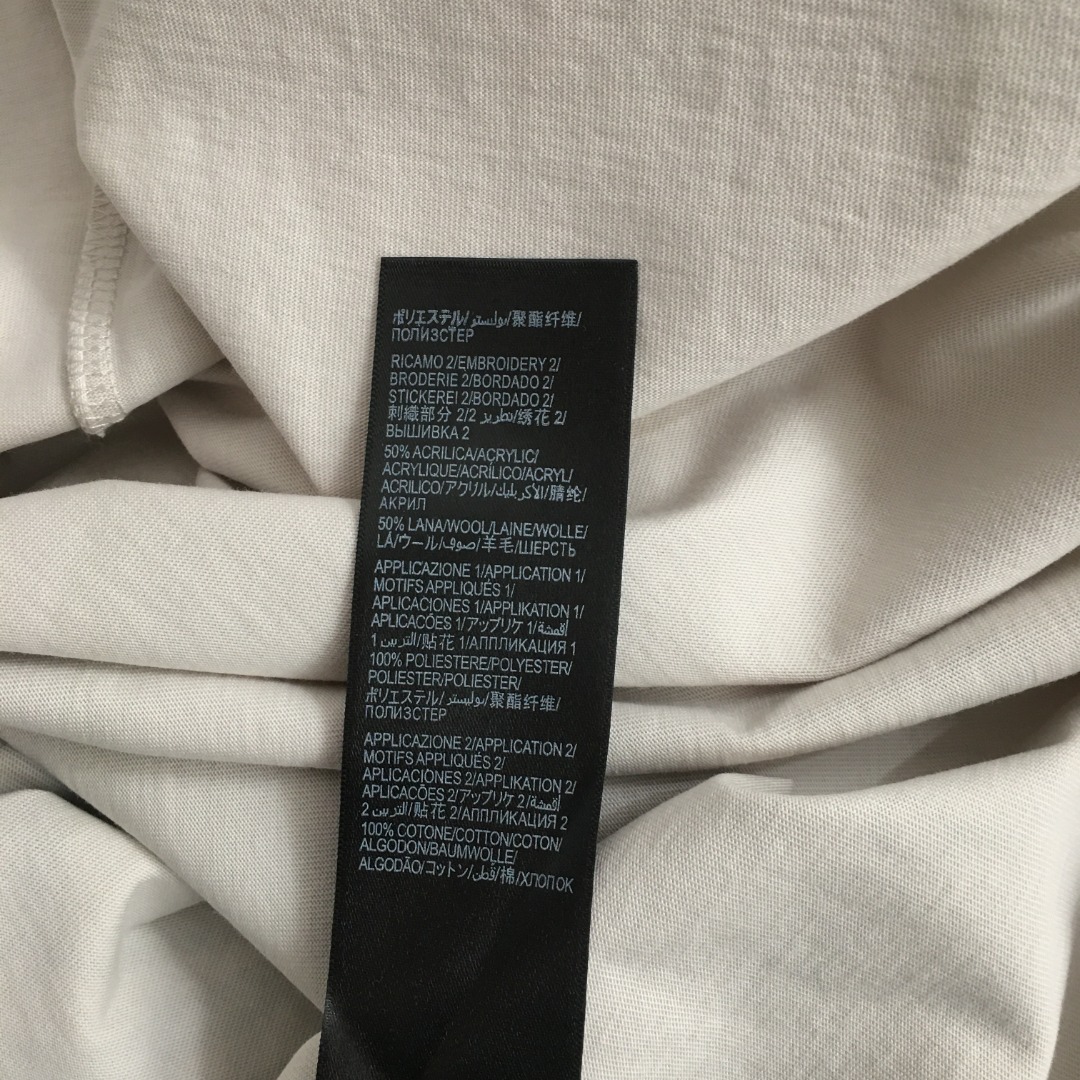 ポリエステル/بوليستر/聚酯纤维/
ПОЛИЭСТЕР
RICAMO 2/EMBROIDERY 2/
BRODERIE 2/BORDADO 2/
STICKEREI 2/BORDADO 2/
刺繍部分 2/2 تطريز/绣花 2/
ВЫШИВКА 2
50% ACRILICA/ACRYLIC/
ACRYLIQUE/ACRÍLICO/ACRYL/
ACRILICO/アクリル/الأكريليك/腈纶/
АКРИЛ
50% LANA/WOOL/LAINE/WOLLE/
LÃ/ウール/صوف/羊毛/ШЕРСТЬ
APPLICAZIONE 1/APPLICATION 1/
MOTIFS APPLIQUÉS 1/
APLICACIONES 1/APPLIKATION 1/
APLICACÕES 1/アップリケ 1/أقمشة
1 التزيين/贴花 1/АППЛИКАЦИЯ 1
100% POLIESTERE/POLYESTER/
POLIESTER/POLIESTER/
ポリエステル/بوليستر/聚酯纤维/
ПОЛИЭСТЕР
APPLICAZIONE 2/APPLICATION 2/
MOTIFS APPLIQUÉS 2/
APLICACIONES 2/APPLIKATION 2/
APLICACÕES 2/アップリケ 2/أقمشة
2 التزيين/贴花 2/АППЛИКАЦИЯ 2
100% COTONE/COTTON/COTON/
ALGODON/BAUMWOLLE/
ALGODÃO/コットン/قطن/棉/ХЛОПОК